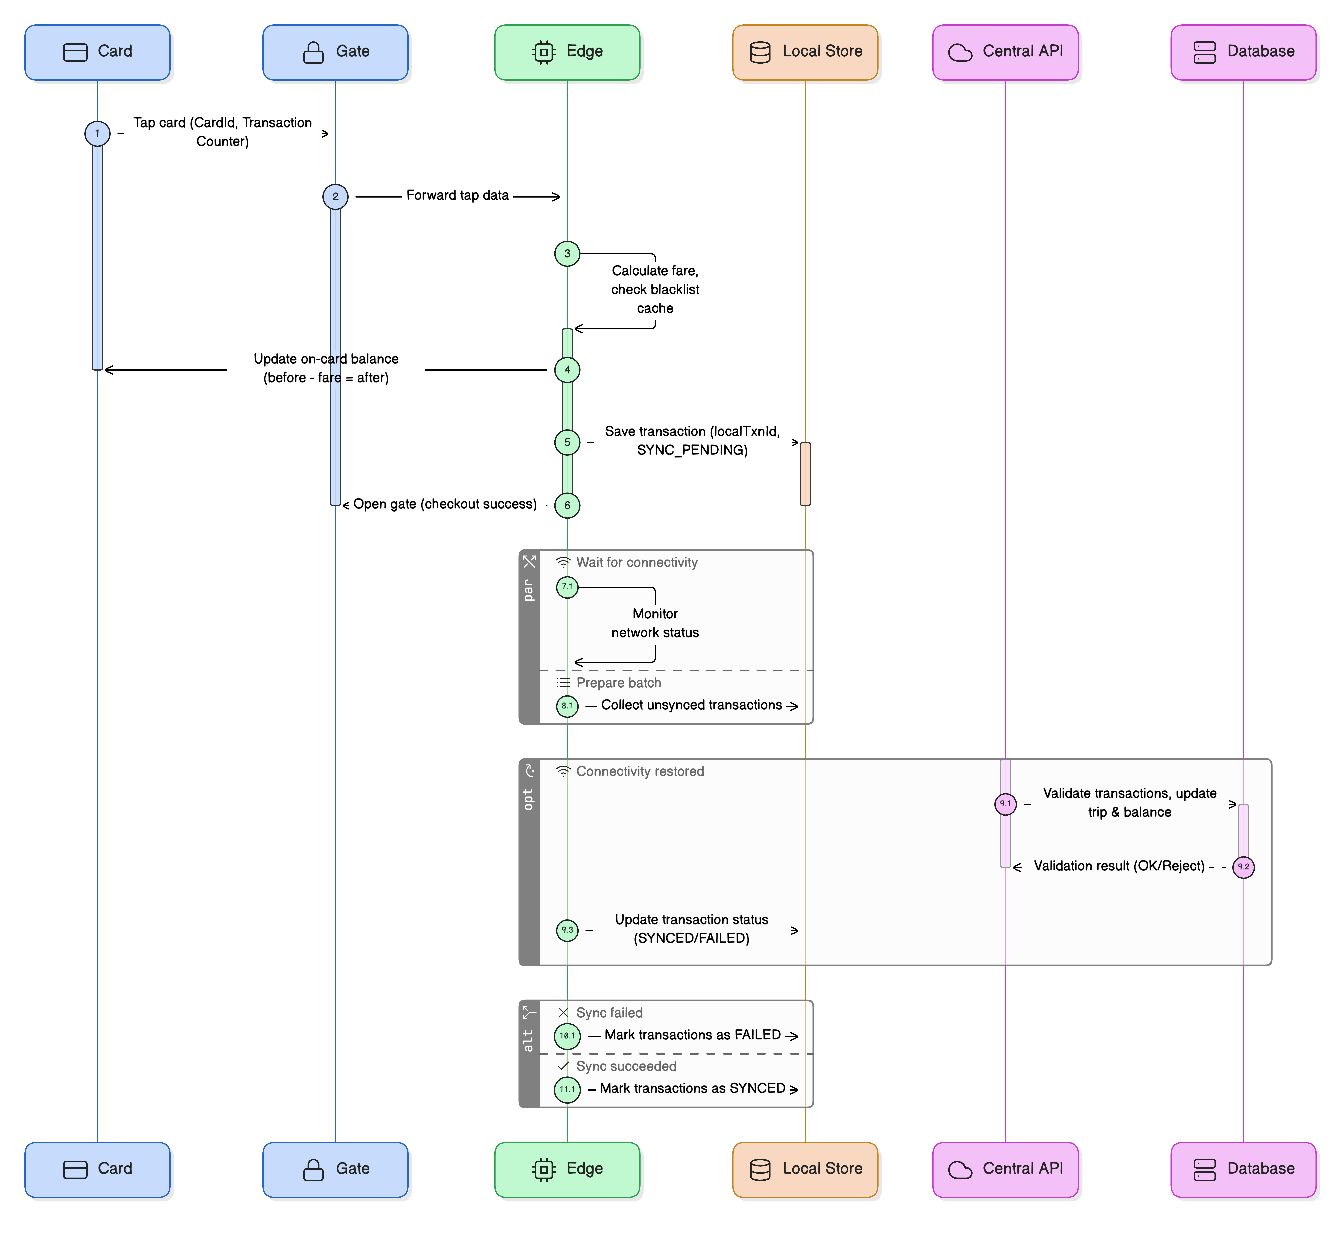 Card
Gate
Edge
Local Store
Central API
Database
1
Tap card (CardId, Transaction
Counter)
2
Forward tap data
3
Calculate fare,
check blacklist
cache
Update on-card balance
(before - fare = after)
4
5
Save transaction (localTxnId,
SYNC_PENDING)
Open gate (checkout success)
6
par
Wait for connectivity
7.1
Monitor
network status
Prepare batch
8.1
Collect unsynced transactions
opt
Connectivity restored
9.1
Validate transactions, update
trip & balance
Validation result (OK/Reject)
9.2
9.3
Update transaction status
(SYNCED/FAILED)
alt
Sync failed
10.1
Mark transactions as FAILED
Sync succeeded
11.1
Mark transactions as SYNCED
Card
Gate
Edge
Local Store
Central API
Database